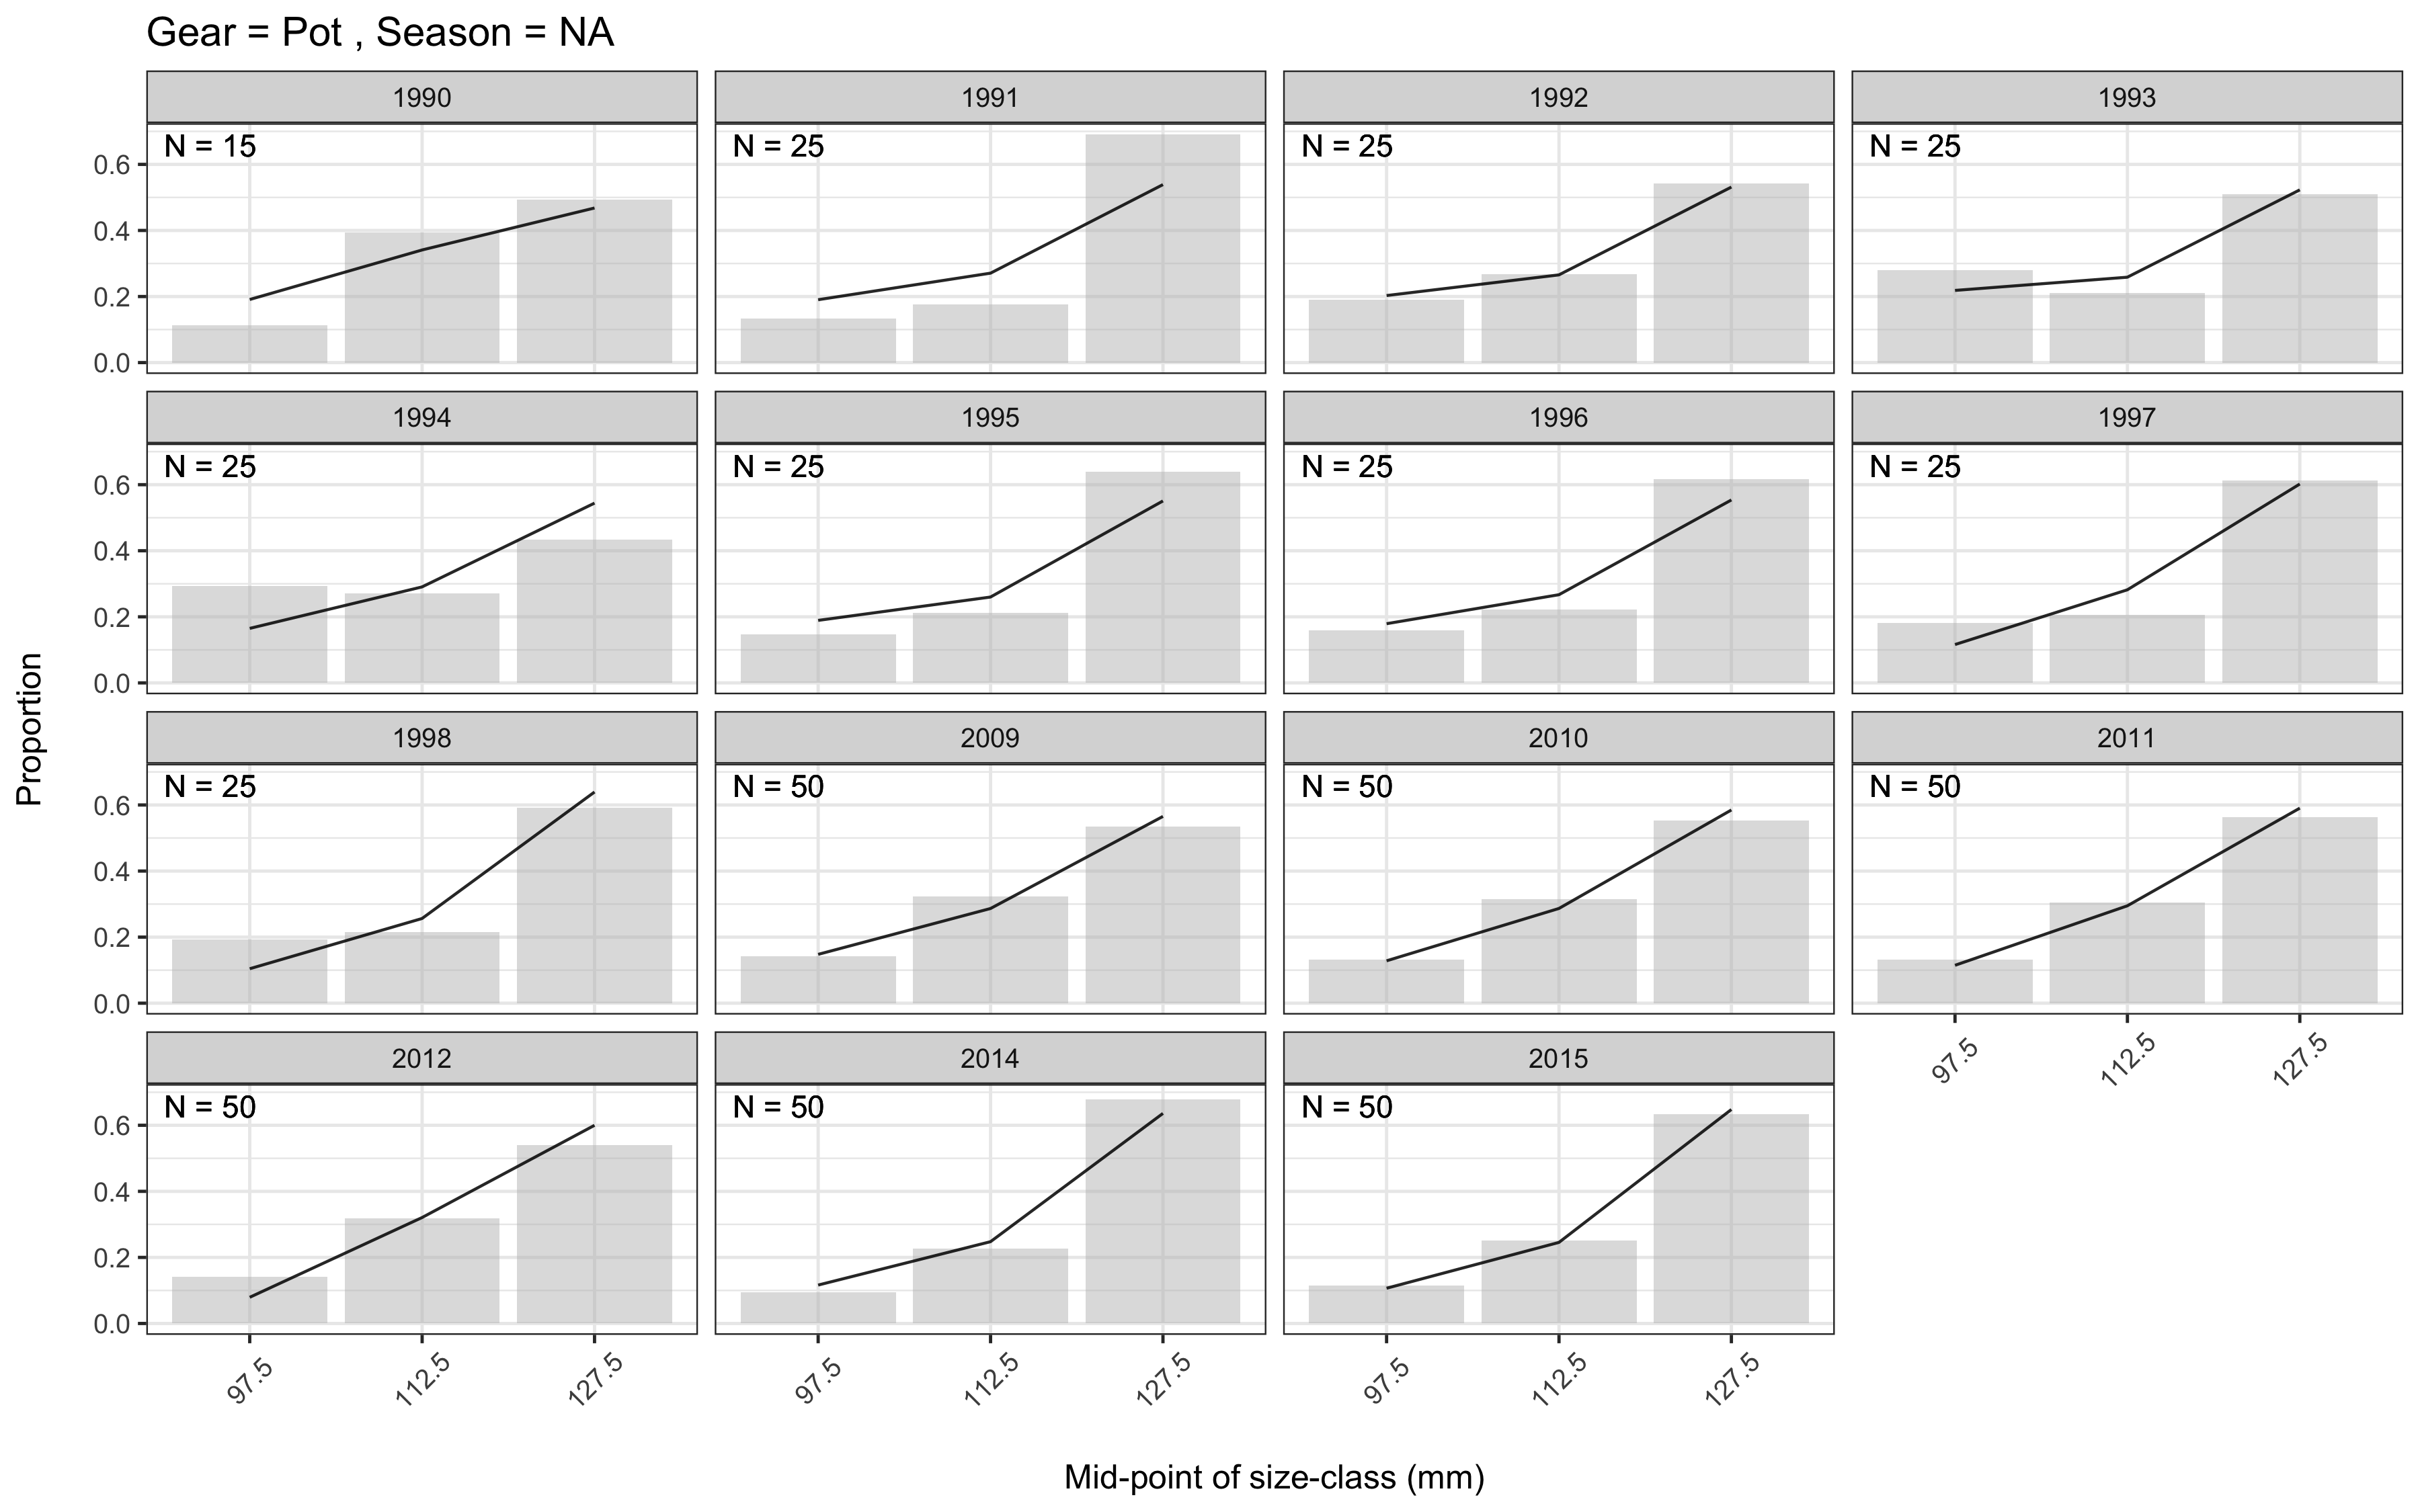 Gear = Pot , Season = NA
1990 1991 1992 1993
N = 15 N = 25 N = 25 N = 25
0.6
0.4
0.2
0.0
1994 1995 1996 1997
N = 25 N = 25 N = 25 N = 25
0.6
0.4
0.2
0.0
Proportion
1998 2009 2010 2011
N = 25 N = 50 N = 50 N = 50
0.6
0.4
0.2
0.0
97.5 112.5 127.5
2012 2014 2015
N = 50 N = 50 N = 50
0.6
0.4
0.2
0.0
97.5 112.5 127.5 97.5 112.5 127.5 97.5 112.5 127.5
Mid-point of size-class (mm)